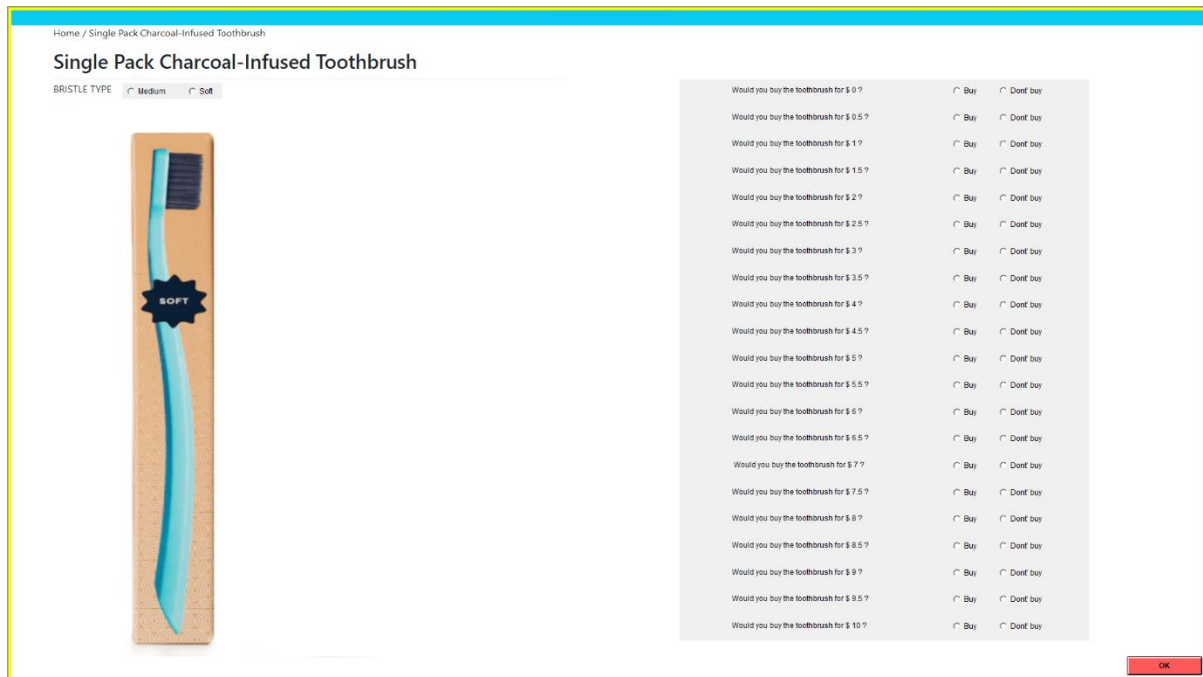 Home / Single Pack Charcoal-Infused Toothbrush
Single Pack Charcoal-Infused Toothbrush
BRISTLE TYPE Medium Soft
SOFT
Would you buy the toothbrush for $ 0 ? Buy Dont' buy
Would you buy the toothbrush for $ 0.5 ? Buy Dont' buy
Would you buy the toothbrush for $ 1 ? Buy Dont' buy
Would you buy the toothbrush for $ 1.5 ? Buy Dont' buy
Would you buy the toothbrush for $ 2 ? Buy Dont' buy
Would you buy the toothbrush for $ 2.5 ? Buy Dont' buy
Would you buy the toothbrush for $ 3 ? Buy Dont' buy
Would you buy the toothbrush for $ 3.5 ? Buy Dont' buy
Would you buy the toothbrush for $ 4 ? Buy Dont' buy
Would you buy the toothbrush for $ 4.5 ? Buy Dont' buy
Would you buy the toothbrush for $ 5 ? Buy Dont' buy
Would you buy the toothbrush for $ 5.5 ? Buy Dont' buy
Would you buy the toothbrush for $ 6 ? Buy Dont' buy
Would you buy the toothbrush for $ 6.5 ? Buy Dont' buy
Would you buy the toothbrush for $ 7 ? Buy Dont' buy
Would you buy the toothbrush for $ 7.5 ? Buy Dont' buy
Would you buy the toothbrush for $ 8 ? Buy Dont' buy
Would you buy the toothbrush for $ 8.5 ? Buy Dont' buy
Would you buy the toothbrush for $ 9 ? Buy Dont' buy
Would you buy the toothbrush for $ 9.5 ? Buy Dont' buy
Would you buy the toothbrush for $ 10 ? Buy Dont' buy
OK